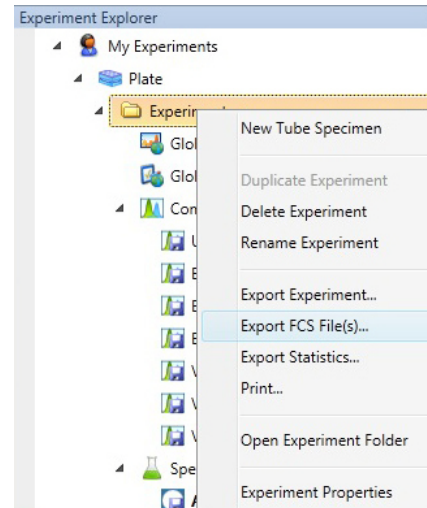 Experiment Explorer
My Experiments
Plate
New Tube Specimen
Duplicate Experiment
Delete Experiment
Rename Experiment
Export Experiment...
Export FCS File(s)...
Export Statistics...
Print...
Open Experiment Folder
Experiment Properties